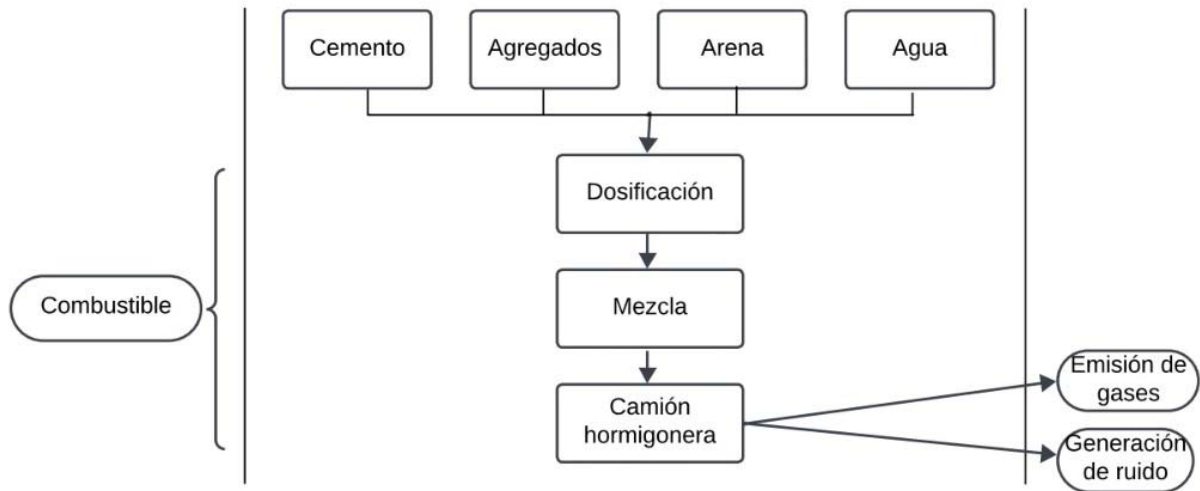 Cemento
Agregados
Arena
Agua
Dosificación
Combustible
Mezcla
Camión
hormigonera
Emisión de
gases
Generación
de ruido